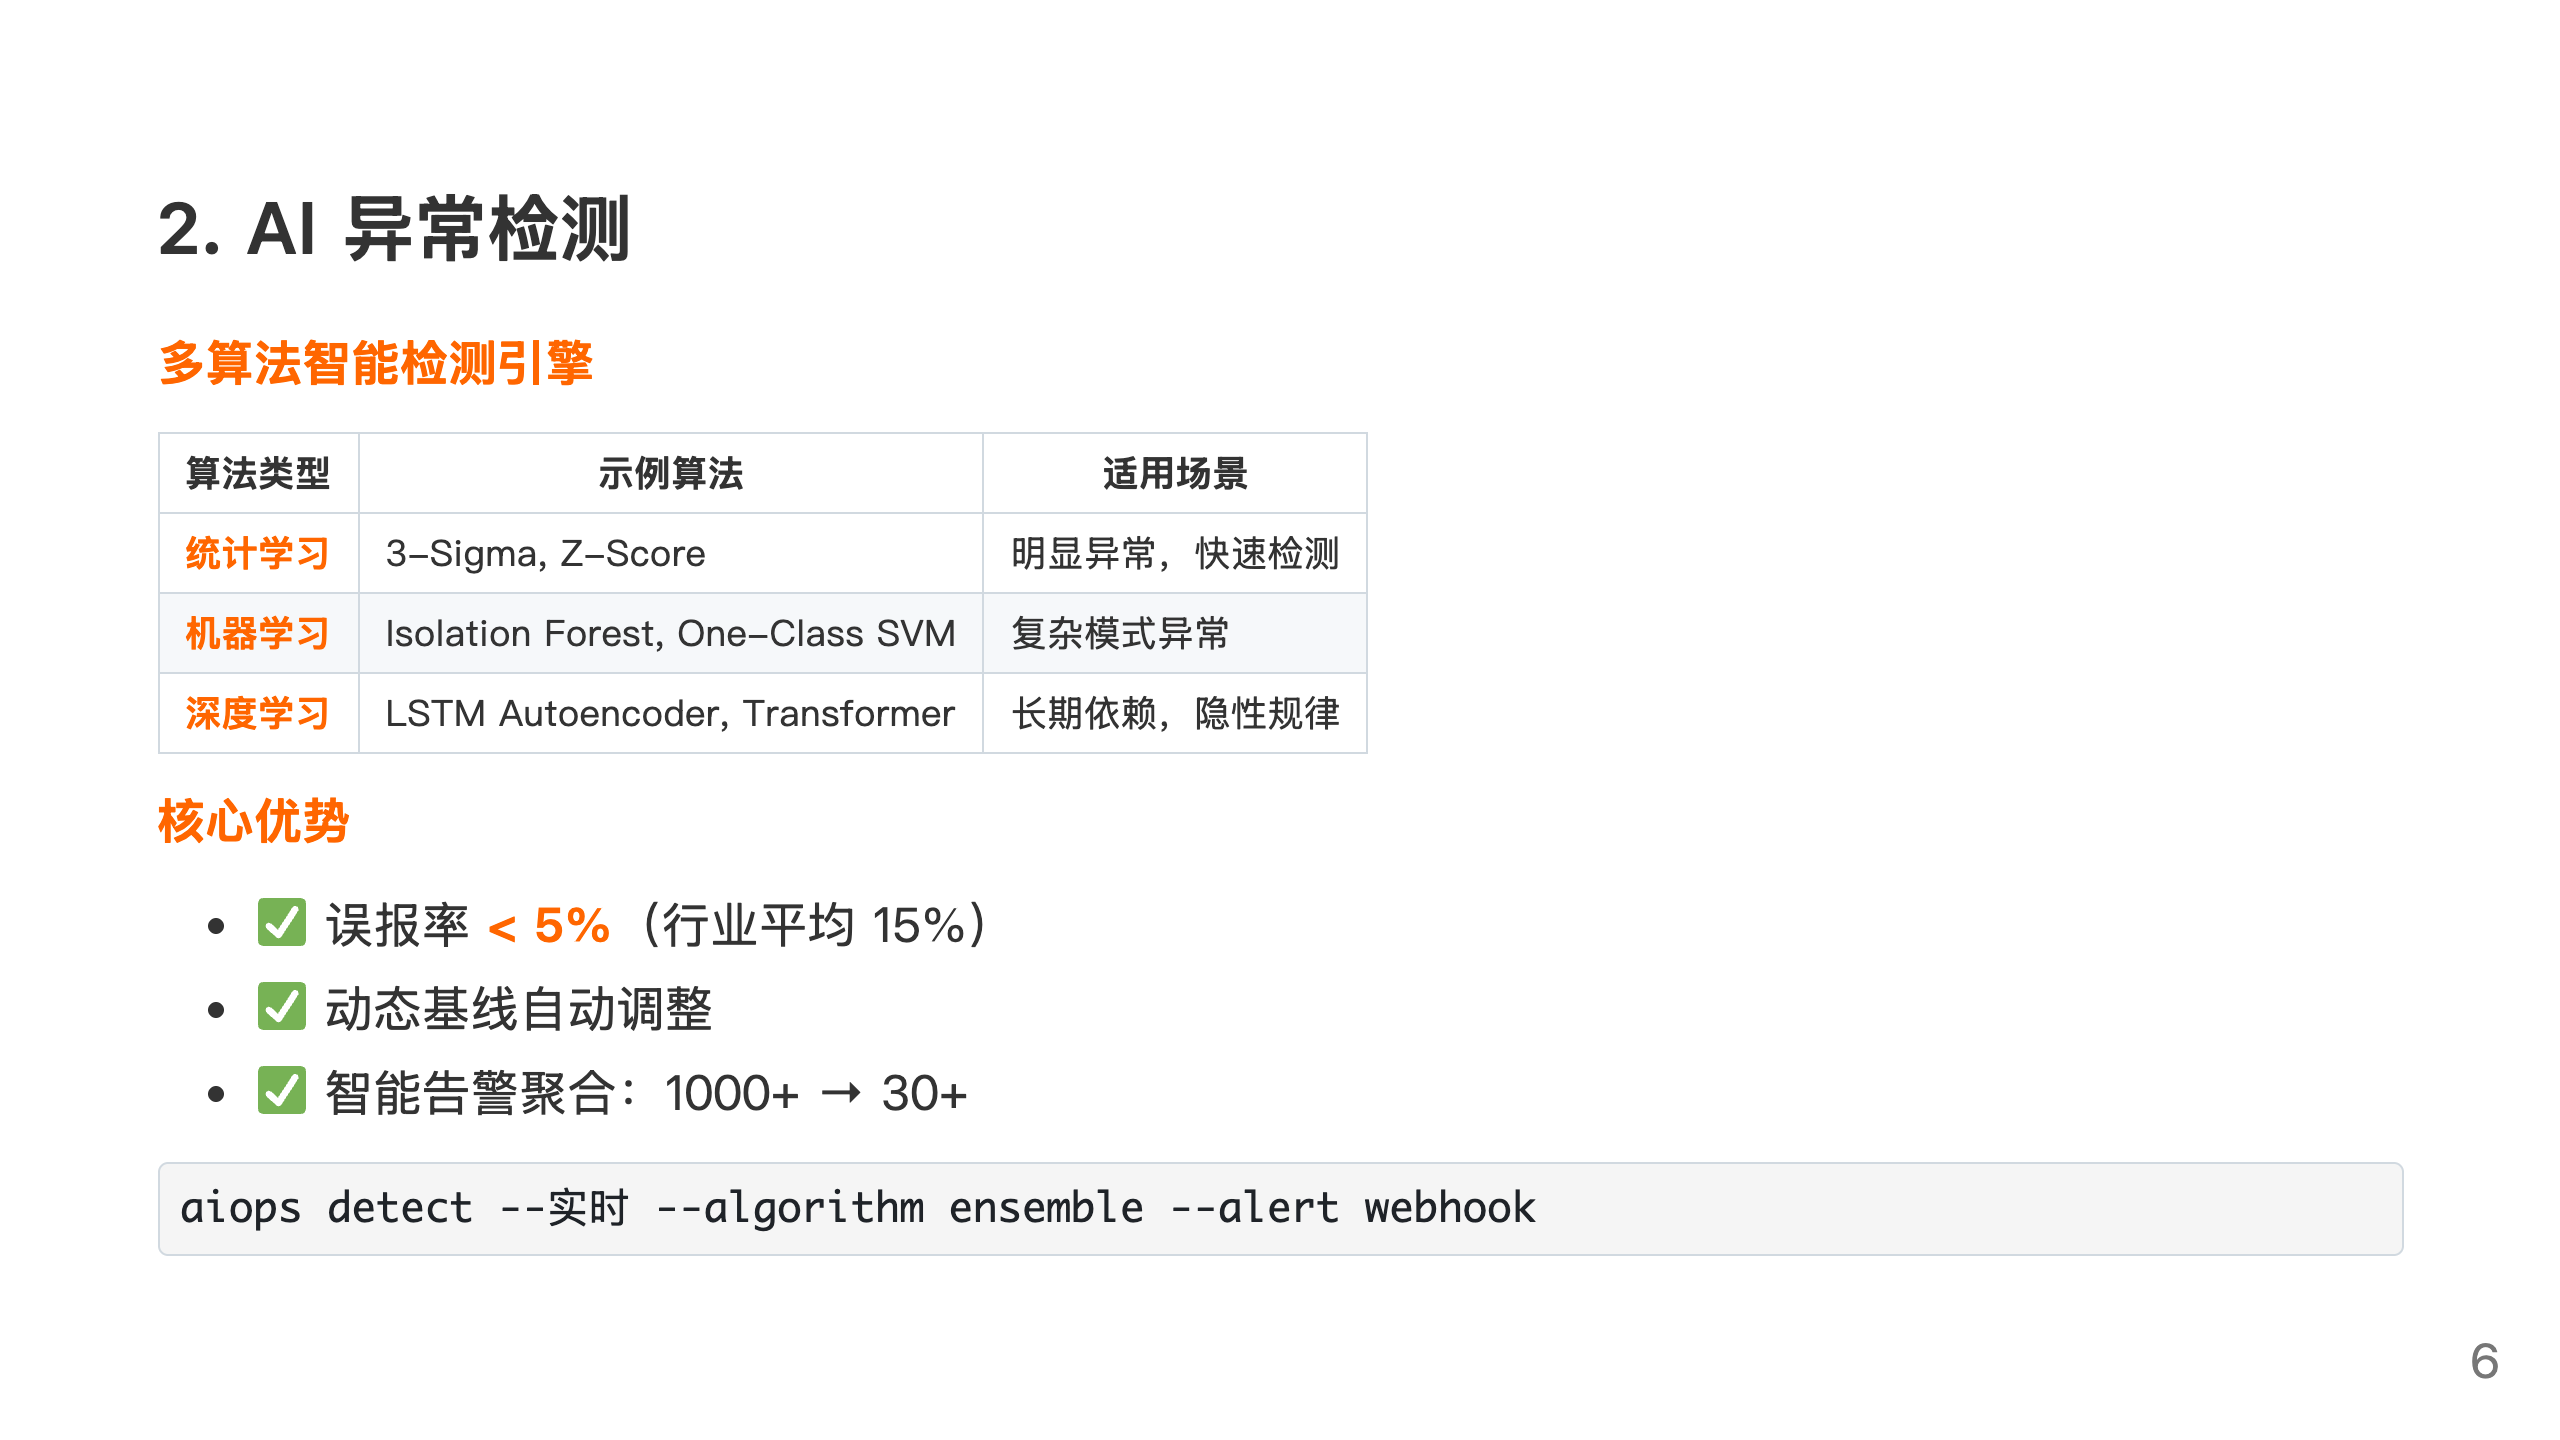 2. AI 异常检测
多算法智能检测引擎
算法类型 示例算法 适用场景
统计学习 3-Sigma, Z-Score 明显异常，快速检测
机器学习 Isolation Forest, One-Class SVM 复杂模式异常
深度学习 LSTM Autoencoder, Transformer 长期依赖，隐性规律
核心优势
• ✅ 误报率 < 5%（行业平均 15%）
• ✅ 动态基线自动调整
• ✅ 智能告警聚合：1000+ → 30+
aiops detect --实时 --algorithm ensemble --alert webhook
6